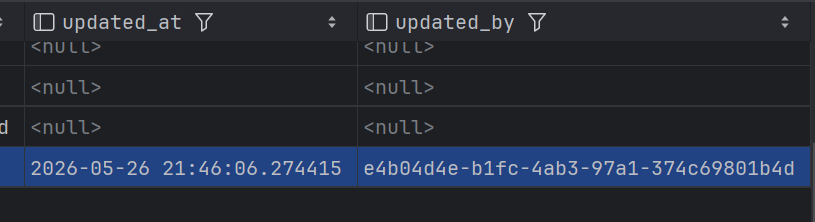 updated_at updated_by
<null> <null>
<null> <null>
d <null> <null>
2026-05-26 21:46:06.274415 e4b04d4e-b1fc-4ab3-97a1-374c69801b4d